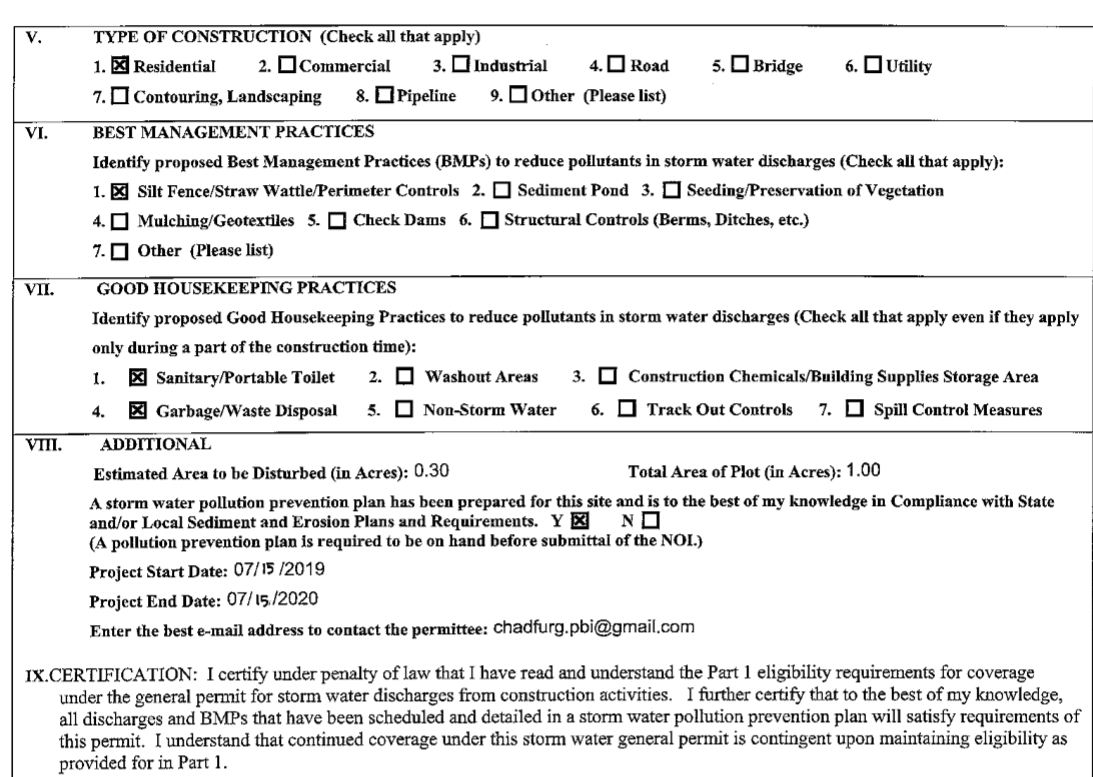 V. TYPE OF CONSTRUCTION (Check all that apply)
1. ☒ Residential 2. ☐ Commercial 3. ☐ Industrial 4. ☐ Road 5. ☐ Bridge 6. ☐ Utility
7. ☐ Contouring, Landscaping 8. ☐ Pipeline 9. ☐ Other (Please list)
VI. BEST MANAGEMENT PRACTICES
Identify proposed Best Management Practices (BMPs) to reduce pollutants in storm water discharges (Check all that apply):
1. ☒ Silt Fence/Straw Wattle/Perimeter Controls 2. ☐ Sediment Pond 3. ☐ Seeding/Preservation of Vegetation
4. ☐ Mulching/Geotextiles 5. ☐ Check Dams 6. ☐ Structural Controls (Berms, Ditches, etc.)
7. ☐ Other (Please list)
VII. GOOD HOUSEKEEPING PRACTICES
Identify proposed Good Housekeeping Practices to reduce pollutants in storm water discharges (Check all that apply even if they apply
only during a part of the construction time):
1. ☒ Sanitary/Portable Toilet 2. ☐ Washout Areas 3. ☐ Construction Chemicals/Building Supplies Storage Area
4. ☒ Garbage/Waste Disposal 5. ☐ Non-Storm Water 6. ☐ Track Out Controls 7. ☐ Spill Control Measures
VIII. ADDITIONAL
Estimated Area to be Disturbed (in Acres): 0.30 Total Area of Plot (in Acres): 1.00
A storm water pollution prevention plan has been prepared for this site and is to the best of my knowledge in Compliance with State
and/or Local Sediment and Erosion Plans and Requirements. Y ☒ N ☐
(A pollution prevention plan is required to be on hand before submittal of the NOI.)
Project Start Date: 07/15/2019
Project End Date: 07/15/2020
Enter the best e-mail address to contact the permittee: chadfurg.pbi@gmail.com
IX.CERTIFICATION: I certify under penalty of law that I have read and understand the Part 1 eligibility requirements for coverage
under the general permit for storm water discharges from construction activities. I further certify that to the best of my knowledge,
all discharges and BMPs that have been scheduled and detailed in a storm water pollution prevention plan will satisfy requirements of
this permit. I understand that continued coverage under this storm water general permit is contingent upon maintaining eligibility as
provided for in Part 1.